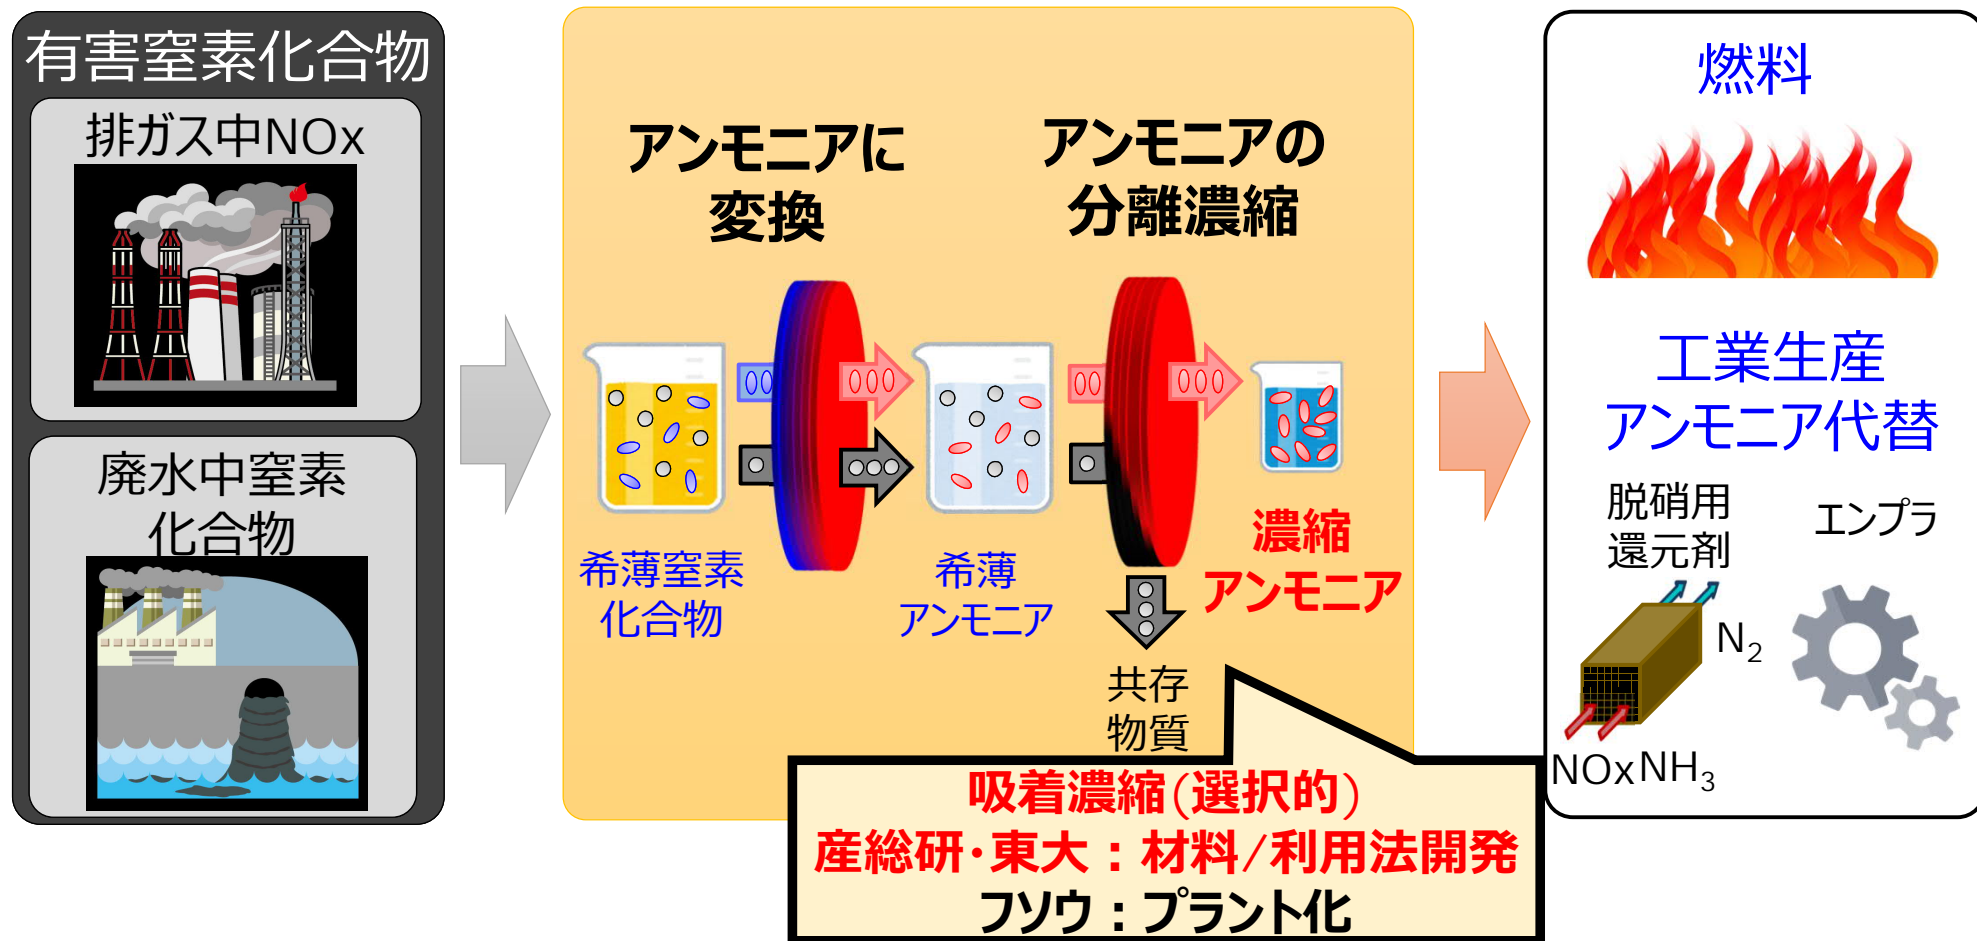 有害窒素化合物
排ガス中NOx
廃水中窒素
化合物
アンモニアに
変換
アンモニアの
分離濃縮
希薄窒素
化合物
希薄
アンモニア
濃縮
アンモニア
共存
物質
吸着濃縮(選択的)
産総研・東大：材料/利用法開発
フソウ：プラント化
燃料
工業生産
アンモニア代替
脱硝用
還元剤
エンプラ
N₂
NOx NH₃